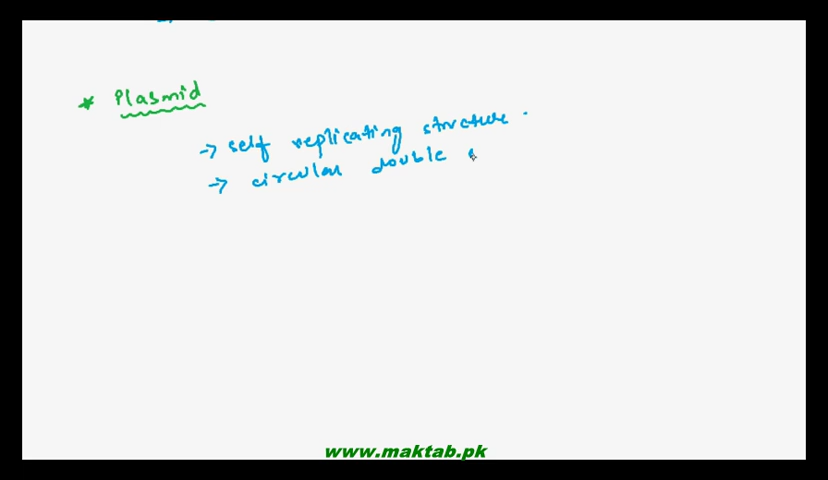 * Plasmid
-> self replicating structure.
-> circular double
www.maktab.pk